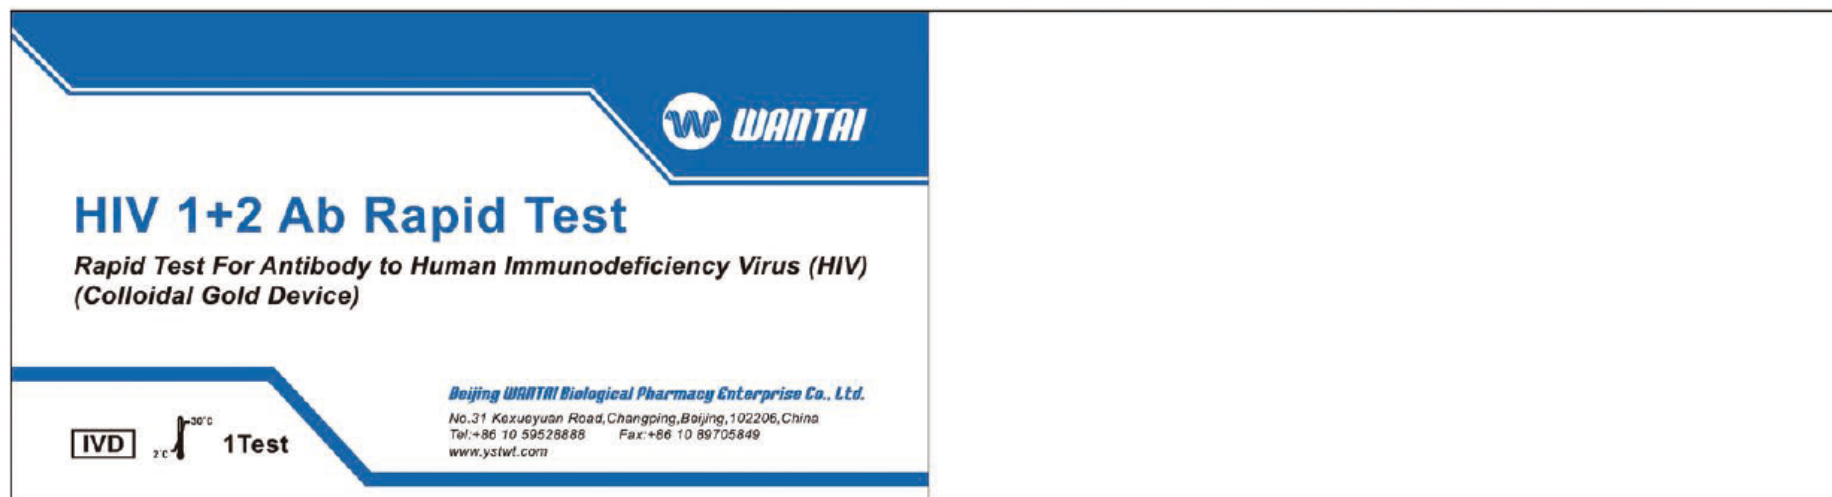 WANTAI
HIV 1+2 Ab Rapid Test
Rapid Test For Antibody to Human Immunodeficiency Virus (HIV)
(Colloidal Gold Device)
Beijing WANTAI Biological Pharmacy Enterprise Co., Ltd.
No.31 Kexueyuan Road,Changping,Beijing,102206,China
Tel:+86 10 59528888 Fax:+86 10 89705849
www.ystwt.com
IVD 2°C 30°C 1Test